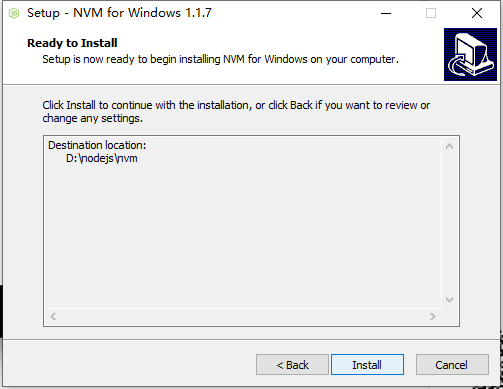 Setup - NVM for Windows 1.1.7
Ready to Install
Setup is now ready to begin installing NVM for Windows on your computer.
Click Install to continue with the installation, or click Back if you want to review or
change any settings.
Destination location:
D:\nodejs\nvm
< Back
Install
Cancel